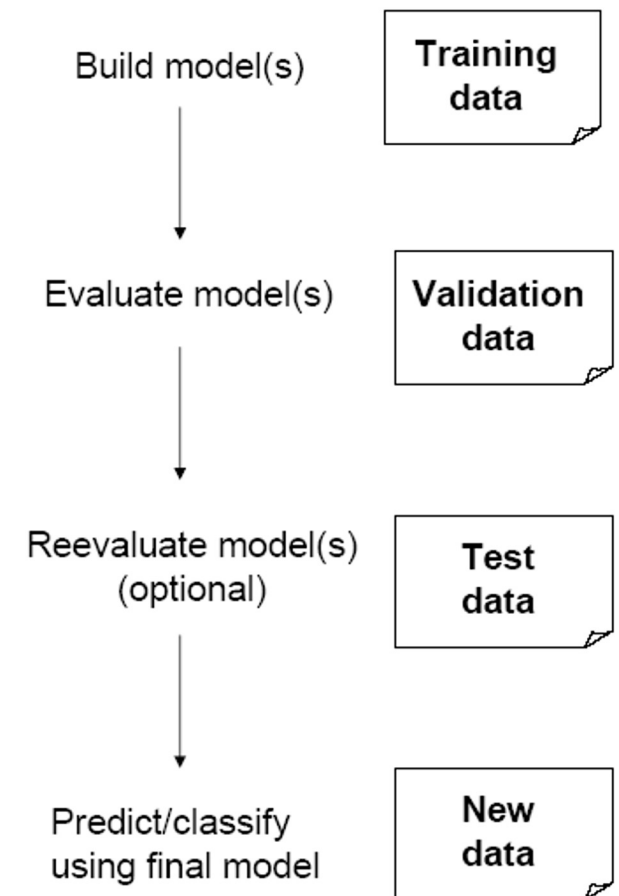 Build model(s)
Training
data
Evaluate model(s)
Validation
data
Reevaluate model(s)
(optional)
Test
data
Predict/classify
using final model
New
data